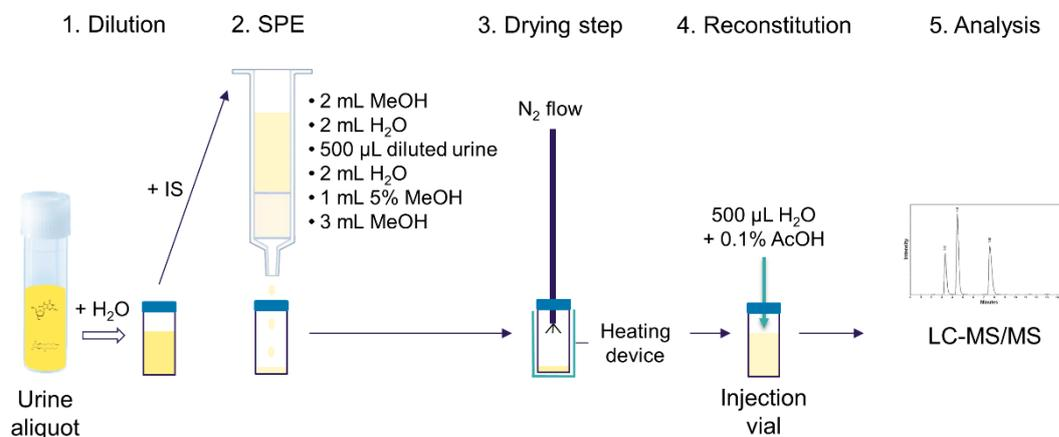 1. Dilution
2. SPE
3. Drying step
4. Reconstitution
5. Analysis
• 2 mL MeOH
• 2 mL H₂O
• 500 µL diluted urine
• 2 mL H₂O
• 1 mL 5% MeOH
• 3 mL MeOH
+ IS
+ H₂O
Urine
aliquot
N₂ flow
Heating
device
500 µL H₂O
+ 0.1% AcOH
Injection
vial
Intensity
Minutes
LC-MS/MS